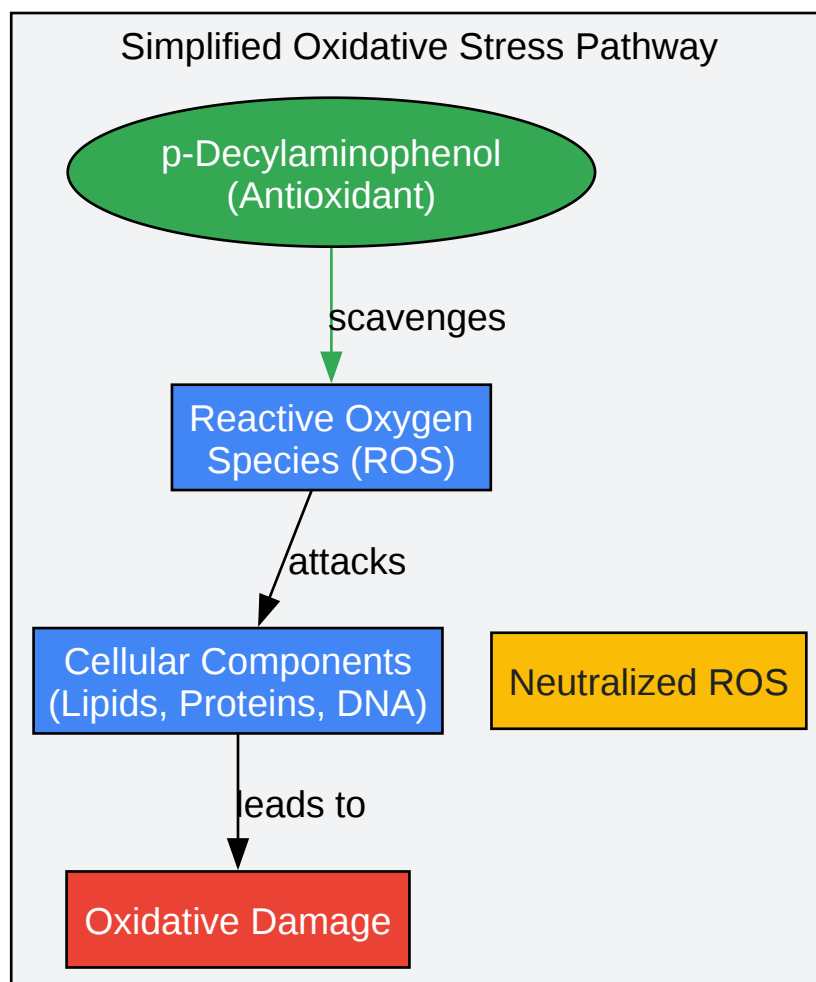 Simplified Oxidative Stress Pathway
p-Decylaminophenol
(Antioxidant)
scavenges
Reactive Oxygen
Species (ROS)
attacks
Cellular Components
(Lipids, Proteins, DNA)
Neutralized ROS
leads to
Oxidative Damage